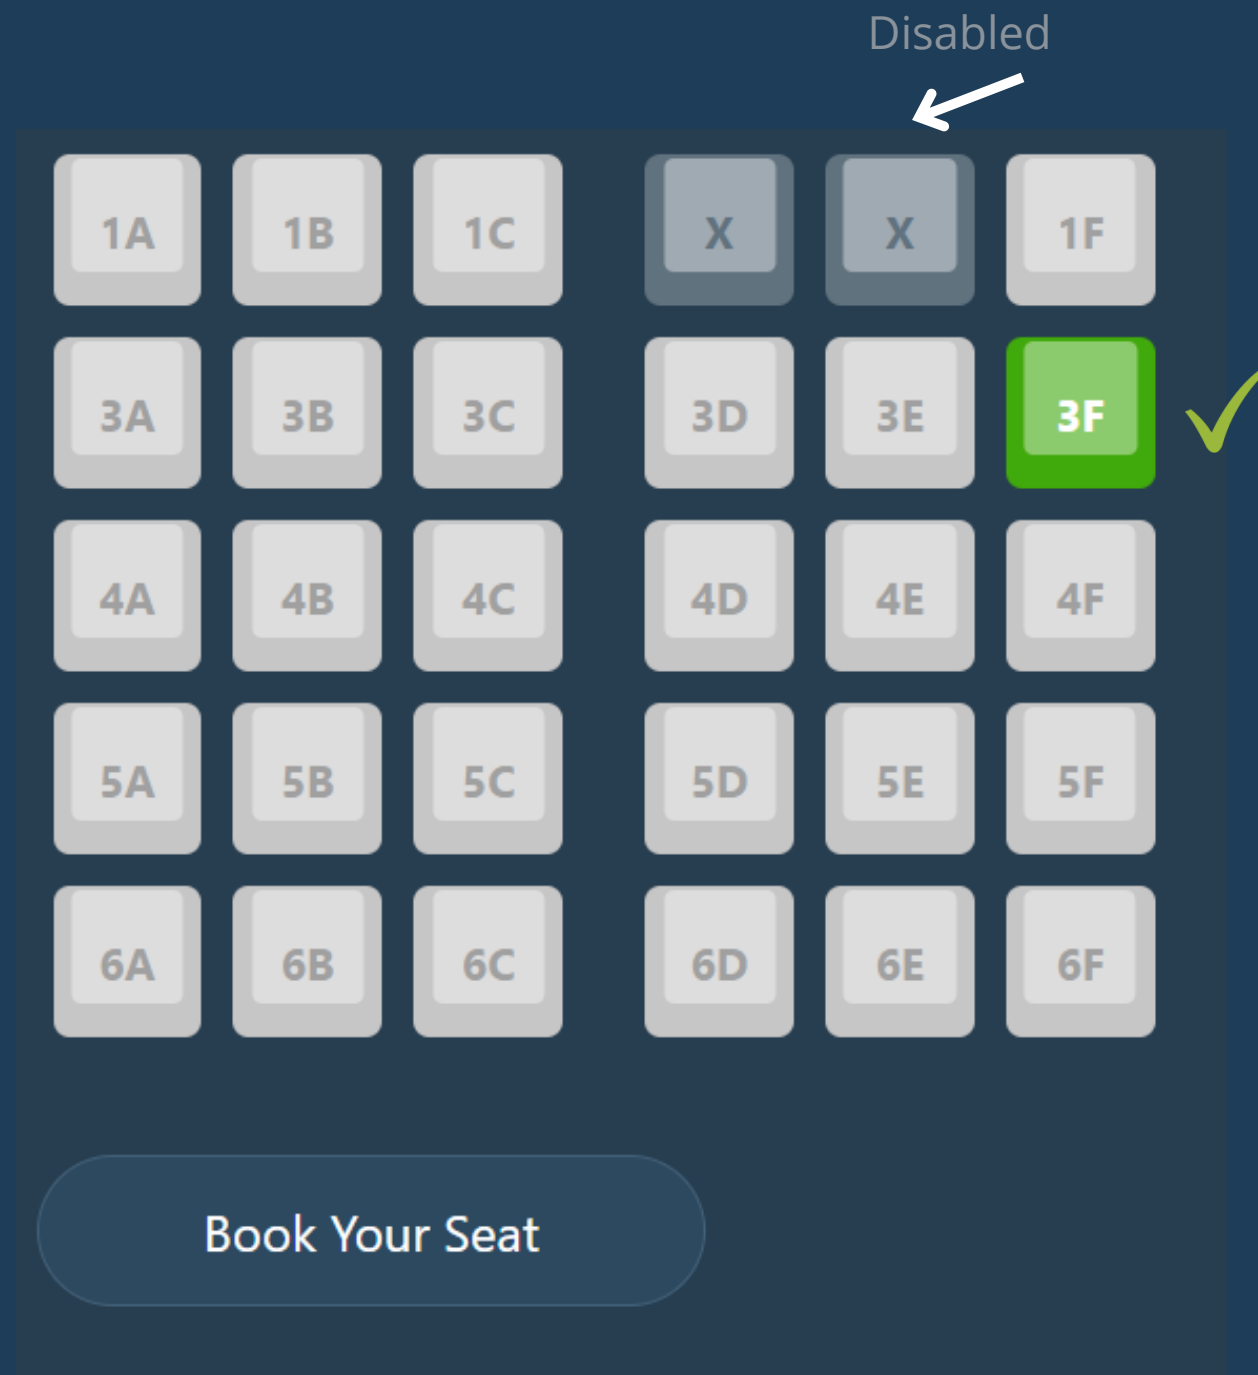 Disabled
1A 1B 1C X X 1F
3A 3B 3C 3D 3E 3F
4A 4B 4C 4D 4E 4F
5A 5B 5C 5D 5E 5F
6A 6B 6C 6D 6E 6F
Book Your Seat